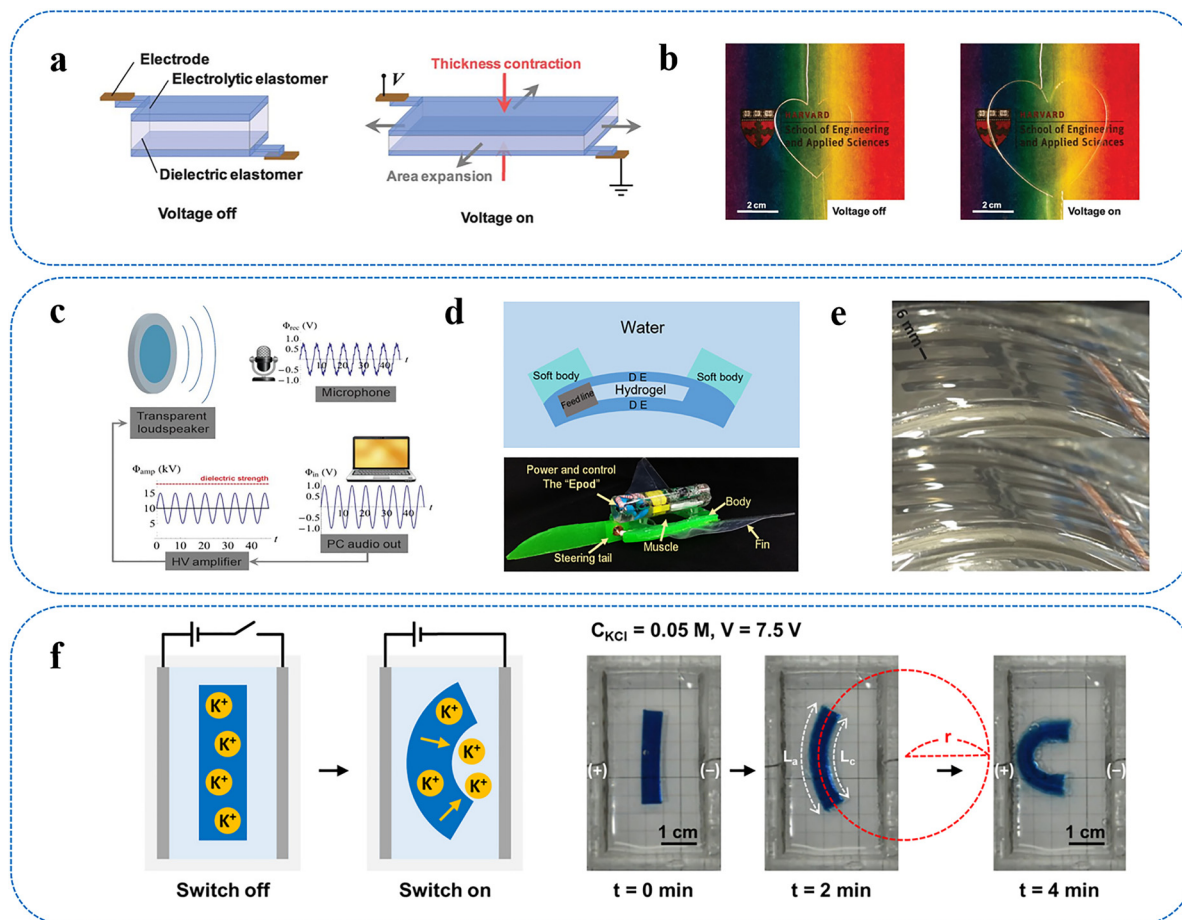 a
Electrode
Electrolytic elastomer
Dielectric elastomer
Voltage off
V
Thickness contraction
Area expansion
Voltage on
b
HARVARD
School of Engineering
and Applied Sciences
2 cm
Voltage off
HARVARD
School of Engineering
and Applied Sciences
2 cm
Voltage on
c
Transparent
loudspeaker
Φrec (V)
1.0
0.5
−0.5
−1.0
10 20 30 40 t
Microphone
Φamp (kV)
dielectric strength
15
10
5
0 10 20 30 40 t
HV amplifier
Φin (V)
1.0
0.5
−0.5
−1.0
10 20 30 40 t
PC audio out
d
Water
Soft body
D E
Soft body
Feed line
Hydrogel
D E
Power and control
The “Epod”
Body
Steering tail
Muscle
Fin
e
6 mm
f
K+
K+
K+
K+
Switch off
K+
K+
K+
K+
Switch on
CKCl = 0.05 M, V = 7.5 V
1 cm
t = 0 min
(+)
La
Lc
(−)
r
t = 2 min
(+)
(−)
1 cm
t = 4 min